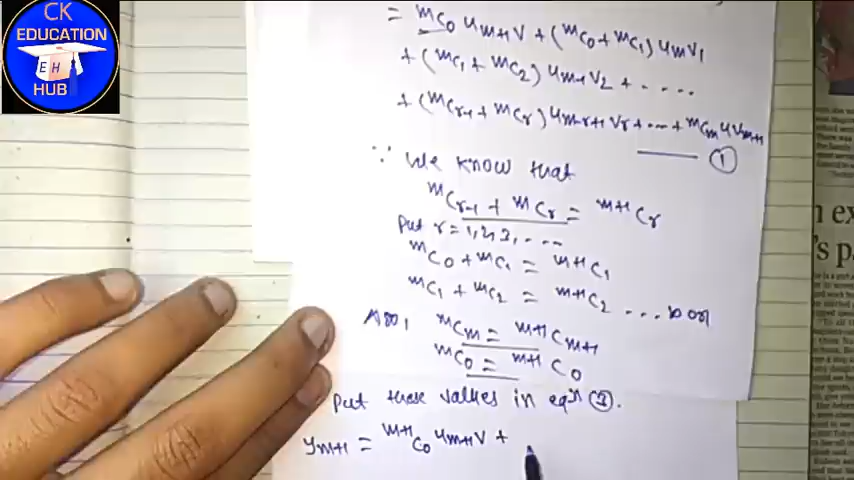 CK
EDUCATION
EH
HUB
= ᵐC₀ uₘ₊₁v + (ᵐC₀ + ᵐC₁) uₘv₁
+ (ᵐC₁ + ᵐC₂) uₘ₋₁v₂ + ....
+ (ᵐCᵣ₋₁ + ᵐCᵣ) uₘ₋ᵣ₊₁vᵣ + ... + ᵐCₘ uvₘ₊₁
①
∵ We know that
ᵐCᵣ₋₁ + ᵐCᵣ = ᵐ⁺¹Cᵣ
Put r = 1, 2, 3, ....
ᵐC₀ + ᵐC₁ = ᵐ⁺¹C₁
ᵐC₁ + ᵐC₂ = ᵐ⁺¹C₂ .... so on
Also, ᵐCₘ = ᵐ⁺¹Cₘ₊₁
ᵐC₀ = ᵐ⁺¹C₀
Put these values in eqⁿ ①.
yₘ₊₁ = ᵐ⁺¹C₀ uₘ₊₁v +